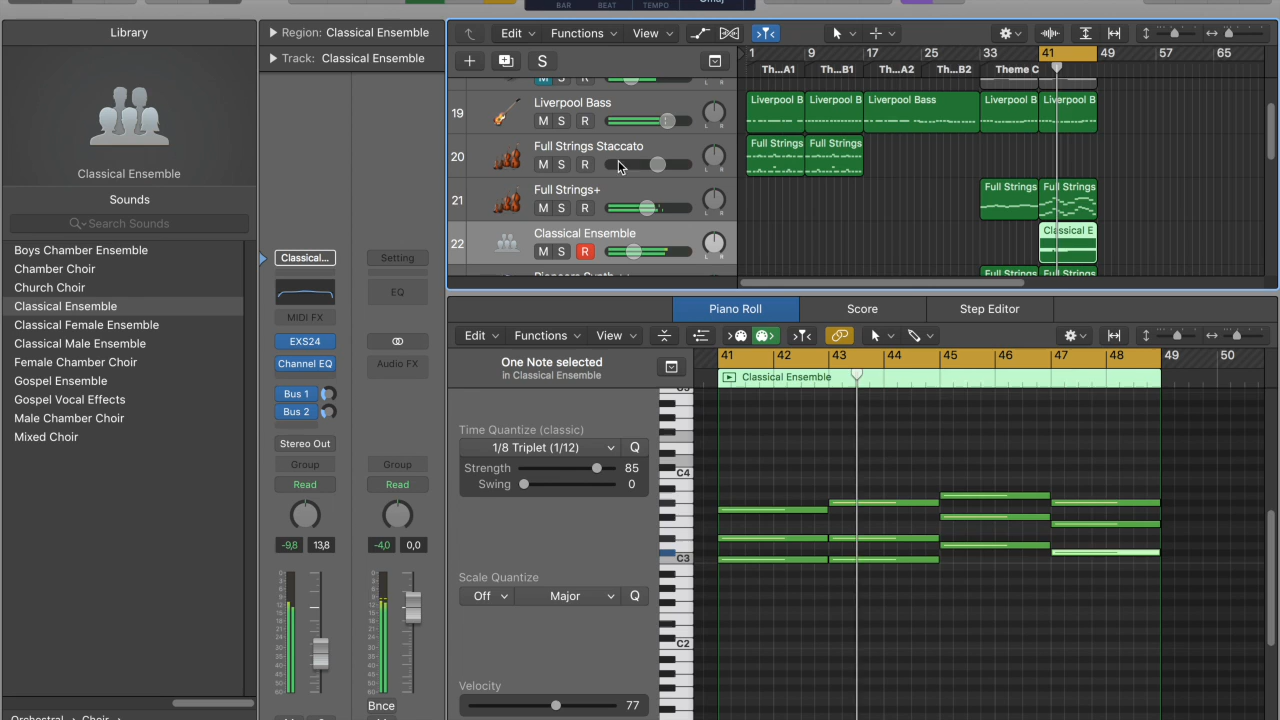 Cmaj
BAR BEAT TEMPO
Library
Classical Ensemble
Sounds
Search Sounds
Boys Chamber Ensemble
Chamber Choir
Church Choir
Classical Ensemble
Classical Female Ensemble
Classical Male Ensemble
Female Chamber Choir
Gospel Ensemble
Gospel Vocal Effects
Male Chamber Choir
Mixed Choir
Orchestral Choir
Region: Classical Ensemble
Track: Classical Ensemble
Classical... Setting
EQ
MIDI FX
EXS24
Channel EQ Audio FX
Bus 1
Bus 2
Stereo Out
Group Group
Read Read
-9,8 13,8 -4,0 0,0
Bnce
Edit Functions View
S
1 9 17 25 33 41 49 57 65
Th...A1 Th...B1 Th...A2 Th...B2 Theme C
M S R
19 Liverpool Bass
M S R
L R
Liverpool B Liverpool B Liverpool Bass Liverpool B Liverpool B
20 Full Strings Staccato
M S R
L R
Full Strings Full Strings
21 Full Strings+
M S R
L R
Full Strings Full Strings
22 Classical Ensemble
M S R
L R
Classical E
Full Strings Full Strings
Piano Roll Score Step Editor
Edit Functions View
One Note selected
in Classical Ensemble
41 42 43 44 45 46 47 48 49 50
Classical Ensemble
Time Quantize (classic)
1/8 Triplet (1/12) Q
Strength 85
Swing 0
Scale Quantize
Off Major Q
Velocity
77
C4
C3
C2